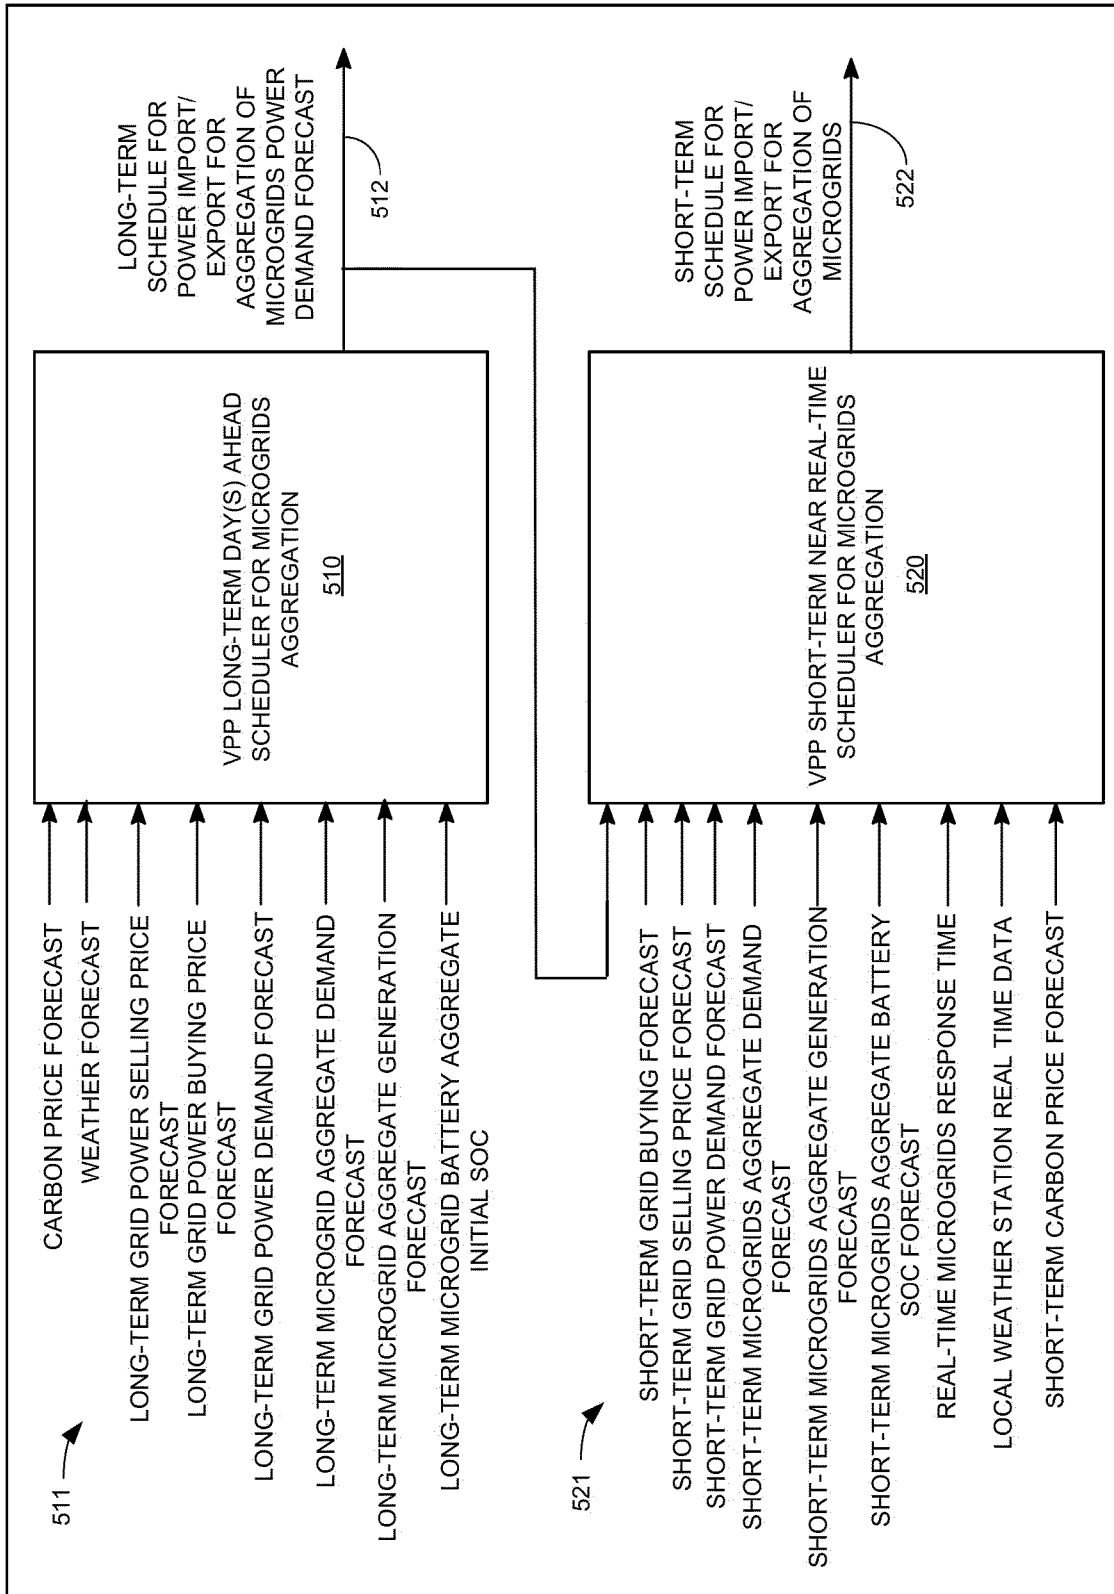 511
CARBON PRICE FORECAST
WEATHER FORECAST
LONG-TERM GRID POWER SELLING PRICE
FORECAST
LONG-TERM GRID POWER BUYING PRICE
FORECAST
LONG-TERM GRID POWER DEMAND FORECAST
LONG-TERM MICROGRID AGGREGATE DEMAND
FORECAST
LONG-TERM MICROGRID AGGREGATE GENERATION
FORECAST
LONG-TERM MICROGRID BATTERY AGGREGATE
INITIAL SOC
VPP LONG-TERM DAY(S) AHEAD
SCHEDULER FOR MICROGRIDS
AGGREGATION
510
LONG-TERM
SCHEDULE FOR
POWER IMPORT/
EXPORT FOR
AGGREGATION OF
MICROGRIDS POWER
DEMAND FORECAST
512
521
SHORT-TERM GRID BUYING FORECAST
SHORT-TERM GRID SELLING PRICE FORECAST
SHORT-TERM GRID POWER DEMAND FORECAST
SHORT-TERM MICROGRIDS AGGREGATE DEMAND
FORECAST
SHORT-TERM MICROGRIDS AGGREGATE GENERATION
FORECAST
SHORT-TERM MICROGRIDS AGGREGATE BATTERY
SOC FORECAST
REAL-TIME MICROGRIDS RESPONSE TIME
LOCAL WEATHER STATION REAL TIME DATA
SHORT-TERM CARBON PRICE FORECAST
VPP SHORT-TERM NEAR REAL-TIME
SCHEDULER FOR MICROGRIDS
AGGREGATION
520
SHORT-TERM
SCHEDULE FOR
POWER IMPORT/
EXPORT FOR
AGGREGATION OF
MICROGRIDS
522